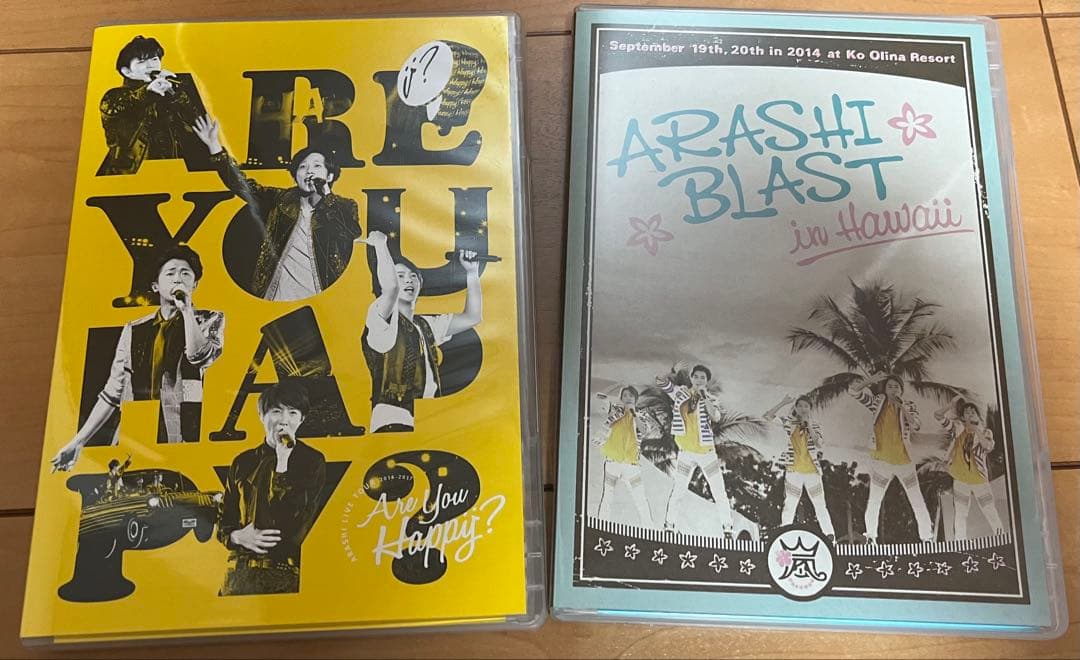 ARE
YOU
HAP
PY?
y?
Happy!
ARASHI LIVE TOUR 2016-2017
Are You
Happy?
September 19th, 20th in 2014 at Ko Olina Resort
ARASHI
BLAST
in Hawaii
嵐